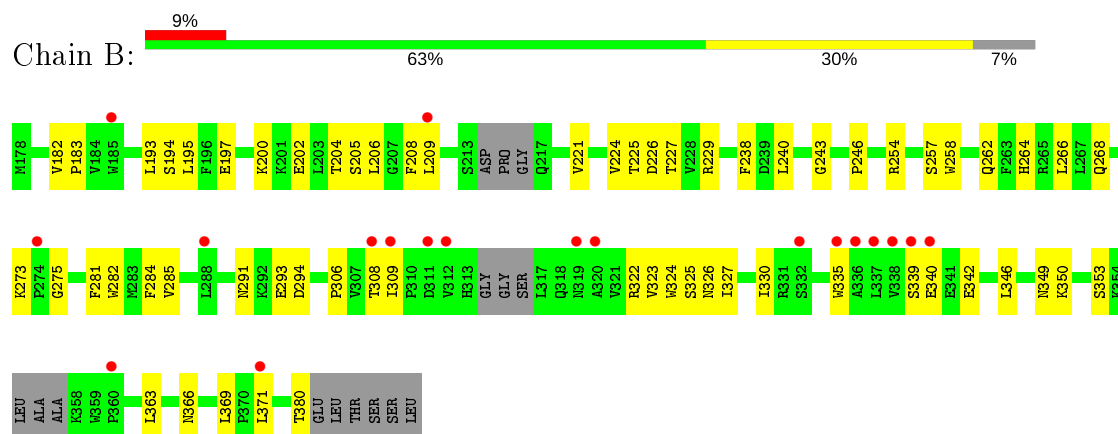 9%
Chain B:
63% 30% 7%
M178 V182 P183 V184 W185 L193 S194 L195 F196 E197 K200 K201 E202 L203 T204 S205 L206 G207 F208 L209 S213 ASP PRO GLY Q217 V221 V224 T225 D226 T227 V228 R229 F238 D239 L240 G243 P246 R254 S257 W258 Q262 F263 H264 R265 L266 L267 Q268
K273 P274 G275 F281 W282 M283 F284 V285 L288 N291 K292 E293 D294 P306 V307 T308 I309 P310 D311 V312 H313 GLY GLY SER L317 Q318 N319 A320 V321 R322 V323 W324 S325 N326 I327 I330 R331 S332 W335 A336 L337 V338 S339 E340 E341 E342 L346 N349 K350 S353 K354
LEU ALA ALA K358 W359 P360 L363 N366 L369 P370 L371 T380 GLU LEU THR SER SER LEU